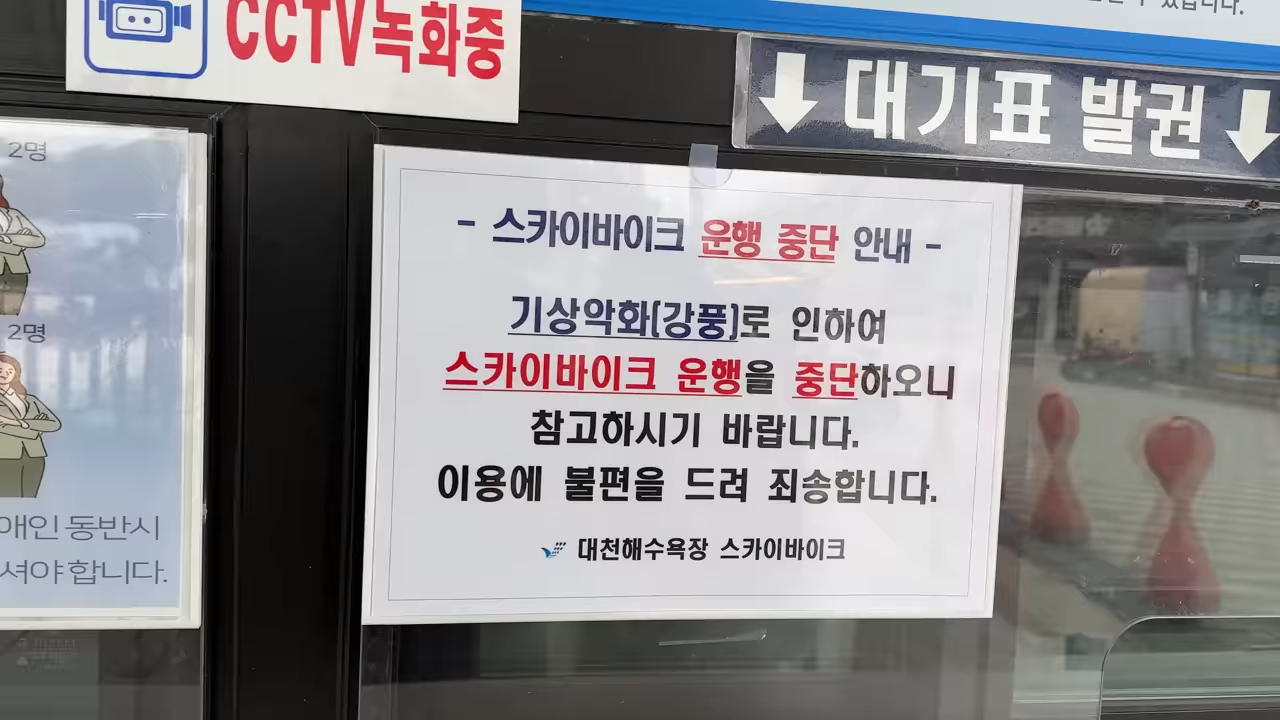 CCTV녹화중
있습니다.
대기표 발권
2명
2명
동반시
합니다.
- 스카이바이크 운행 중단 안내 -
기상악화(강풍)로 인하여
스카이바이크 운행을 중단하오니
참고하시기 바랍니다.
이용에 불편을 드려 죄송합니다.
대천해수욕장 스카이바이크